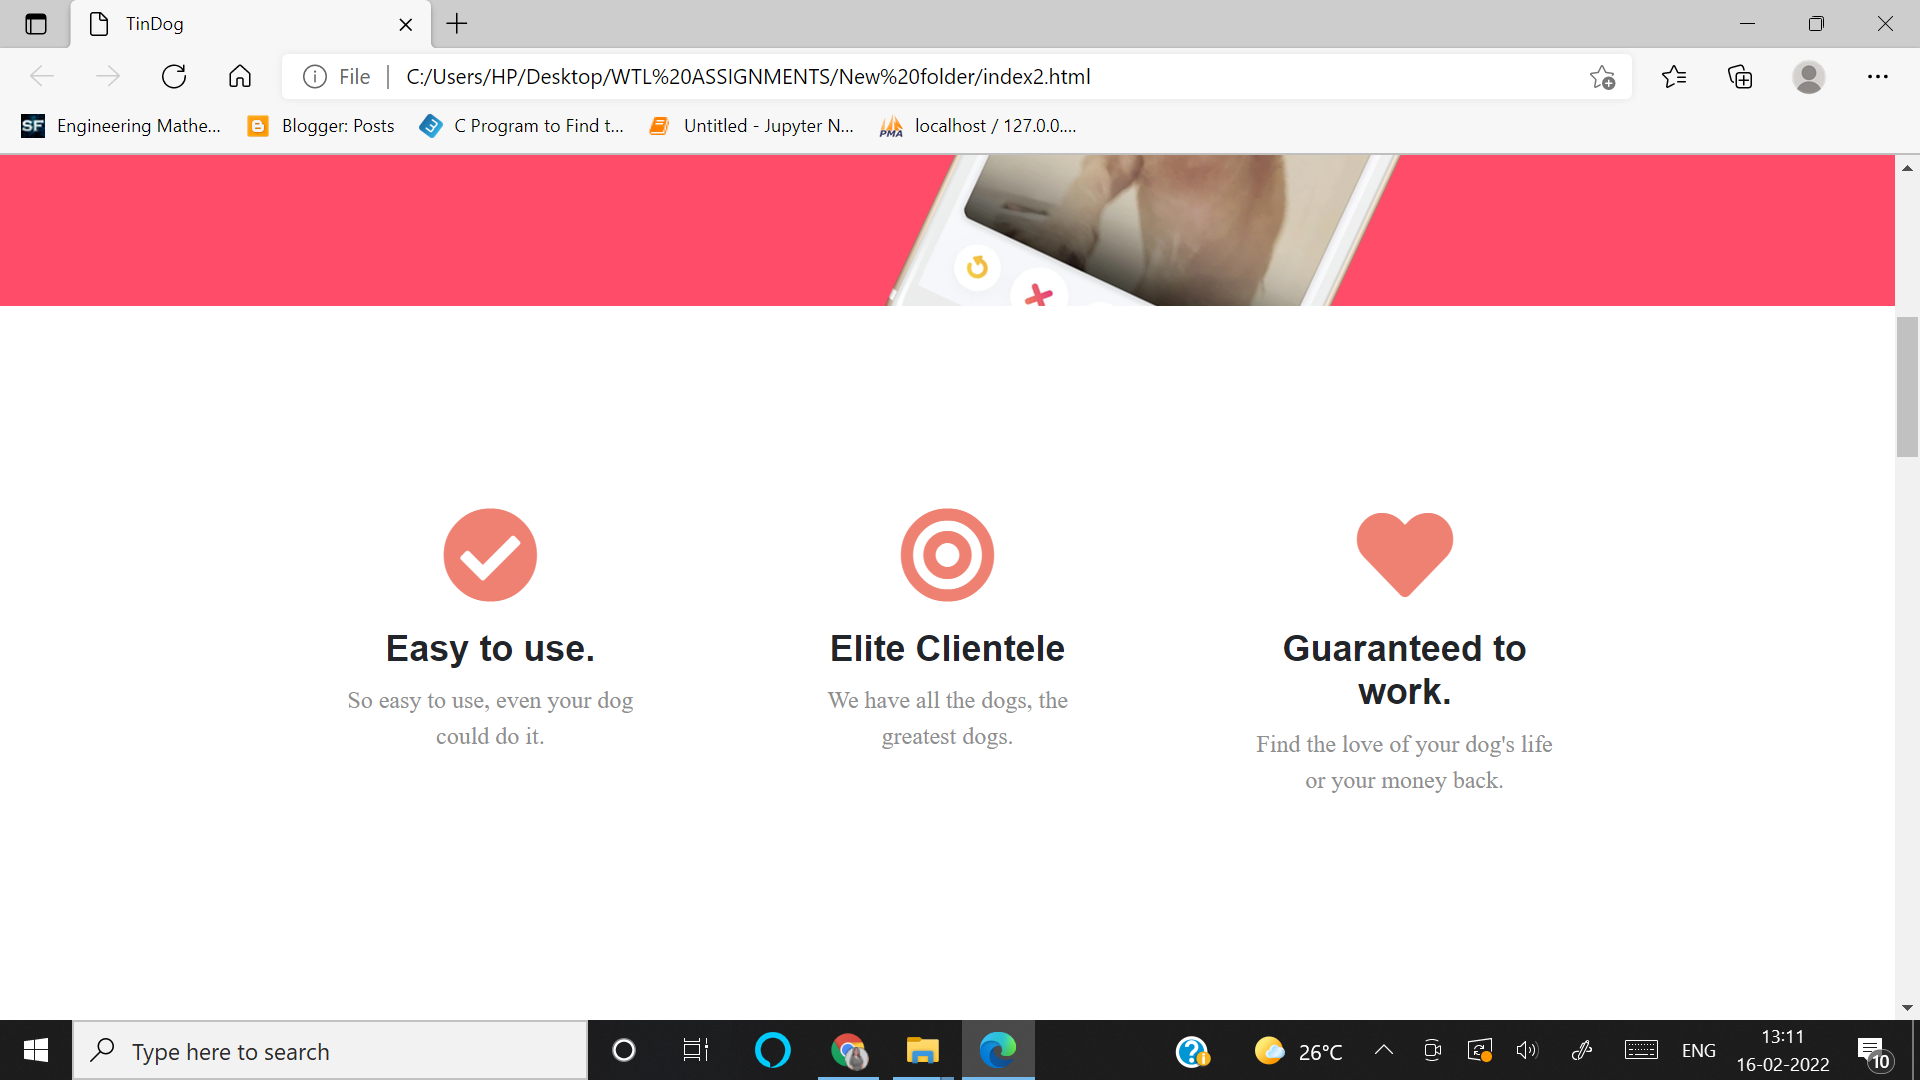 TinDog
File
C:/Users/HP/Desktop/WTL%20ASSIGNMENTS/New%20folder/index2.html
SF Engineering Mathe...
Blogger: Posts
C Program to Find t...
Untitled - Jupyter N...
PMA localhost / 127.0.0....
Easy to use.
So easy to use, even your dog
could do it.
Elite Clientele
We have all the dogs, the
greatest dogs.
Guaranteed to
work.
Find the love of your dog's life
or your money back.
Type here to search
26°C
ENG
13:11
16-02-2022
10